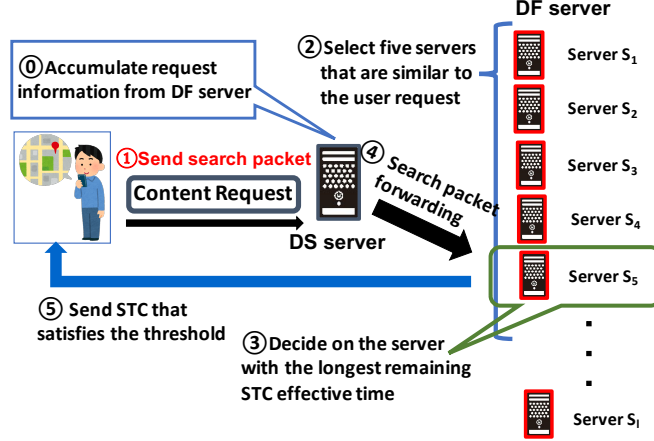 DF server
⓪Accumulate request
information from DF server
②Select five servers
that are similar to
the user request
Server S1
Server S2
Server S3
Server S4
Server S5
Server Sl
①Send search packet
Content Request
DS server
④ Search packet
forwarding
⑤ Send STC that
satisfies the threshold
③Decide on the server
with the longest remaining
STC effective time